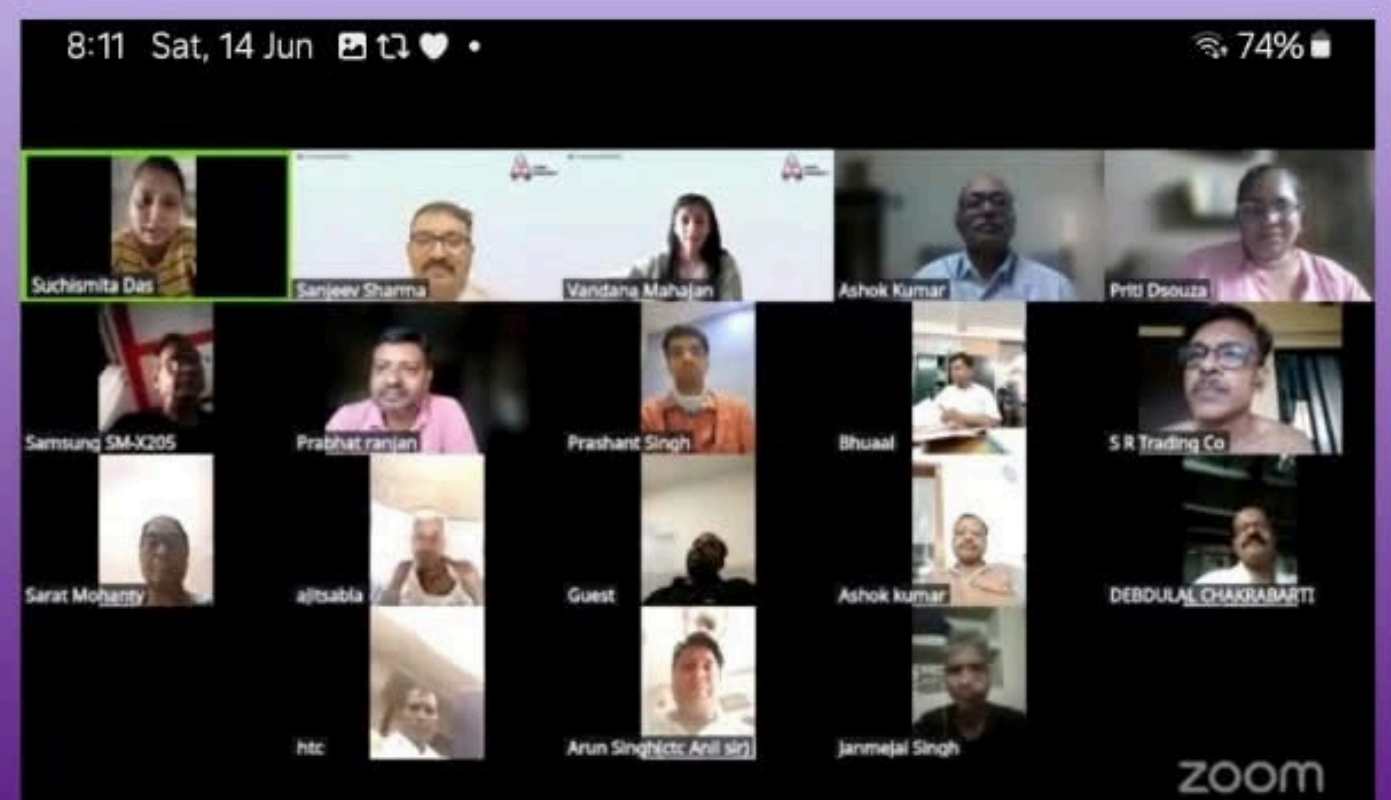 8:11 Sat, 14 Jun 74%
Suchismita Das
Sanjeev Sharma
Vandana Mahajan
Ashok Kumar
Priti Dsouza
Samsung SM-X205
Prabhat ranjan
Prashant Singh
Bhuaal
S R Trading Co
Sarat Mohanty
ajitsabla
Guest
Ashok kumar
DEBDULAL CHAKRABARTI
htc
Arun Singh(ctc Anil sir)
Janmejai Singh
zoom